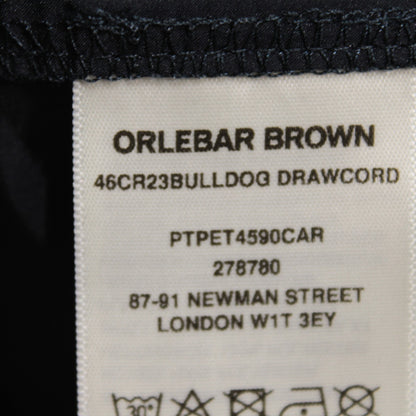 ORLEBAR BROWN
46CR23BULLDOG DRAWCORD
PTPET4590CAR
278780
87-91 NEWMAN STREET
LONDON W1T 3EY
30°